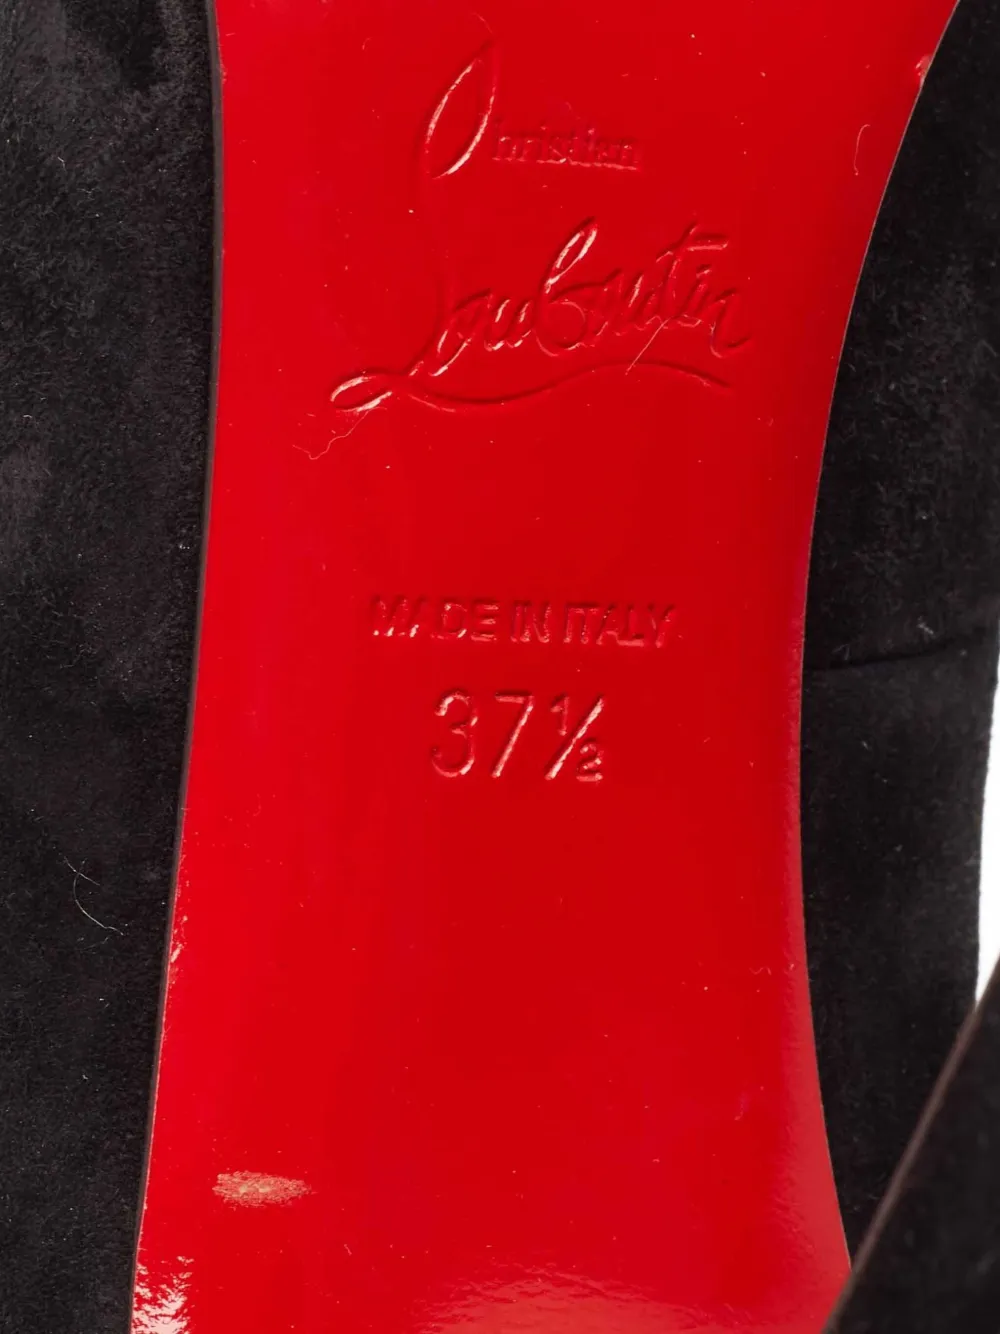 Christian
Louboutin
MADE IN ITALY
37½